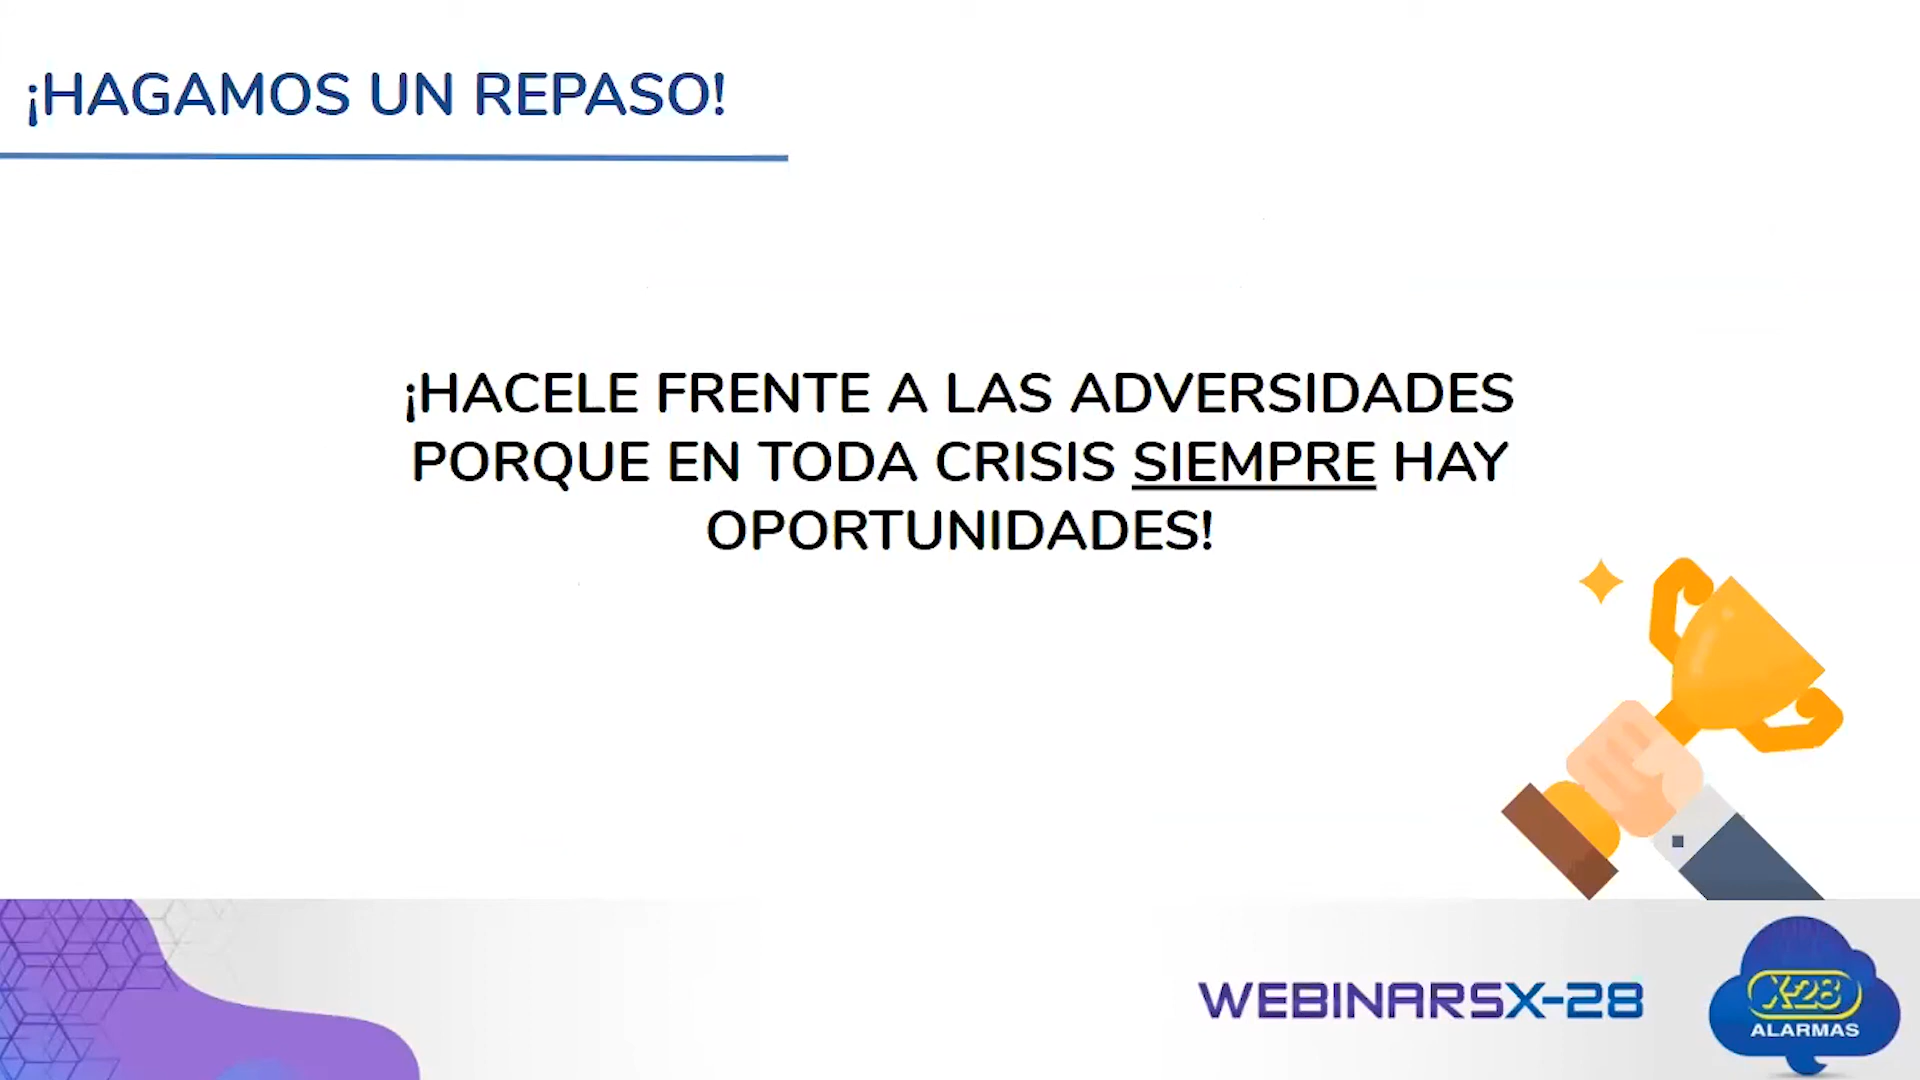 ¡HAGAMOS UN REPASO!
¡HACELE FRENTE A LAS ADVERSIDADES
PORQUE EN TODA CRISIS SIEMPRE HAY
OPORTUNIDADES!
WEBINARSX-28
X-28
ALARMAS